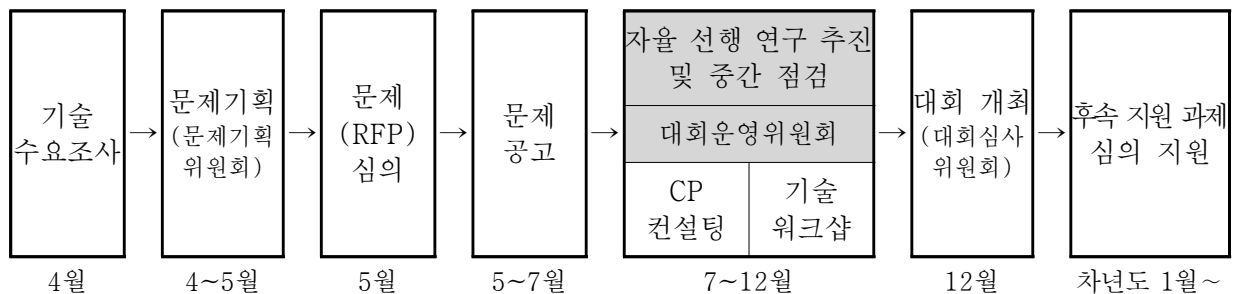 기술
수요조사
→
문제기획
(문제기획
위원회)
→
문제
(RFP)
심의
→
문제
공고
→
자율 선행 연구 추진
및 중간 점검
대회운영위원회
CP
컨설팅
기술
워크샵
→
대회 개최
(대회심사
위원회)
→
후속 지원 과제
심의 지원
4월
4~5월
5월
5~7월
7~12월
12월
차년도 1월~